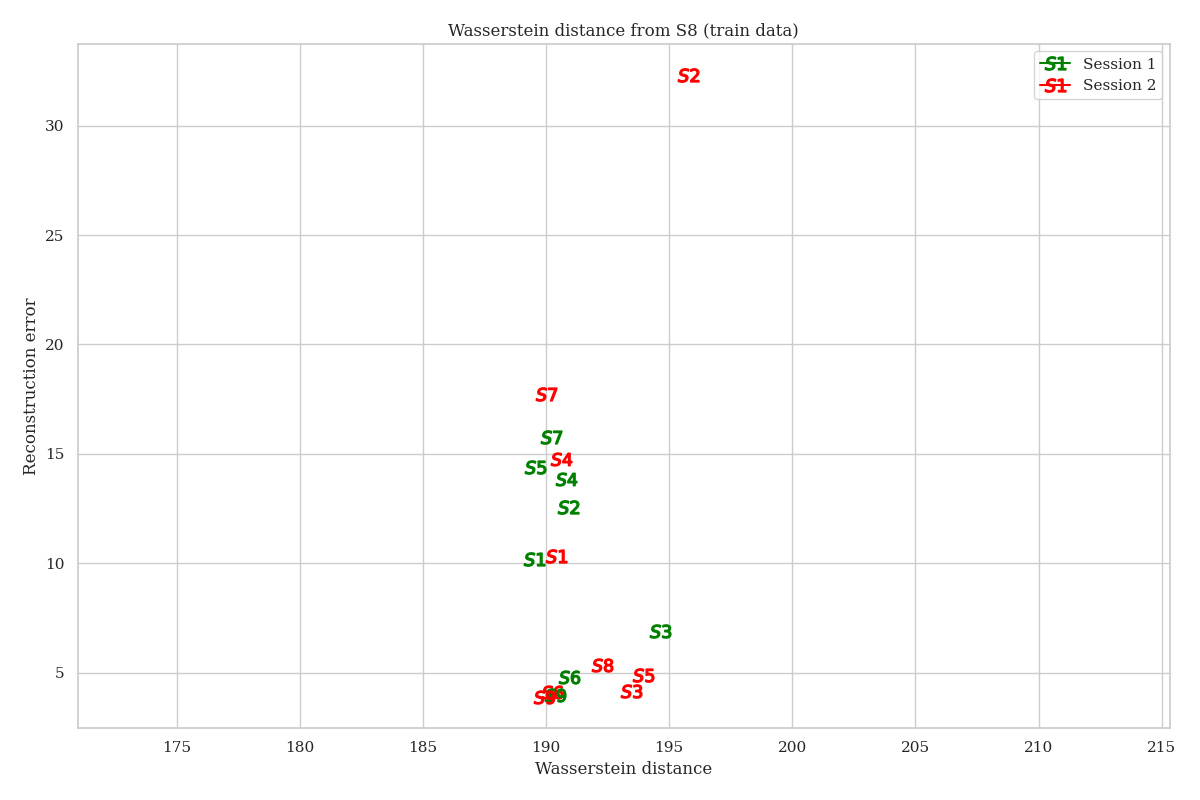 Wasserstein distance from S8 (train data)
S1 Session 1
S1 Session 2
Reconstruction error
30
25
20
15
10
5
S2
S7
S7
S4
S5
S4
S2
S1
S1
S3
S8
S5
S6
S3
175
180
185
190
195
200
205
210
215
Wasserstein distance